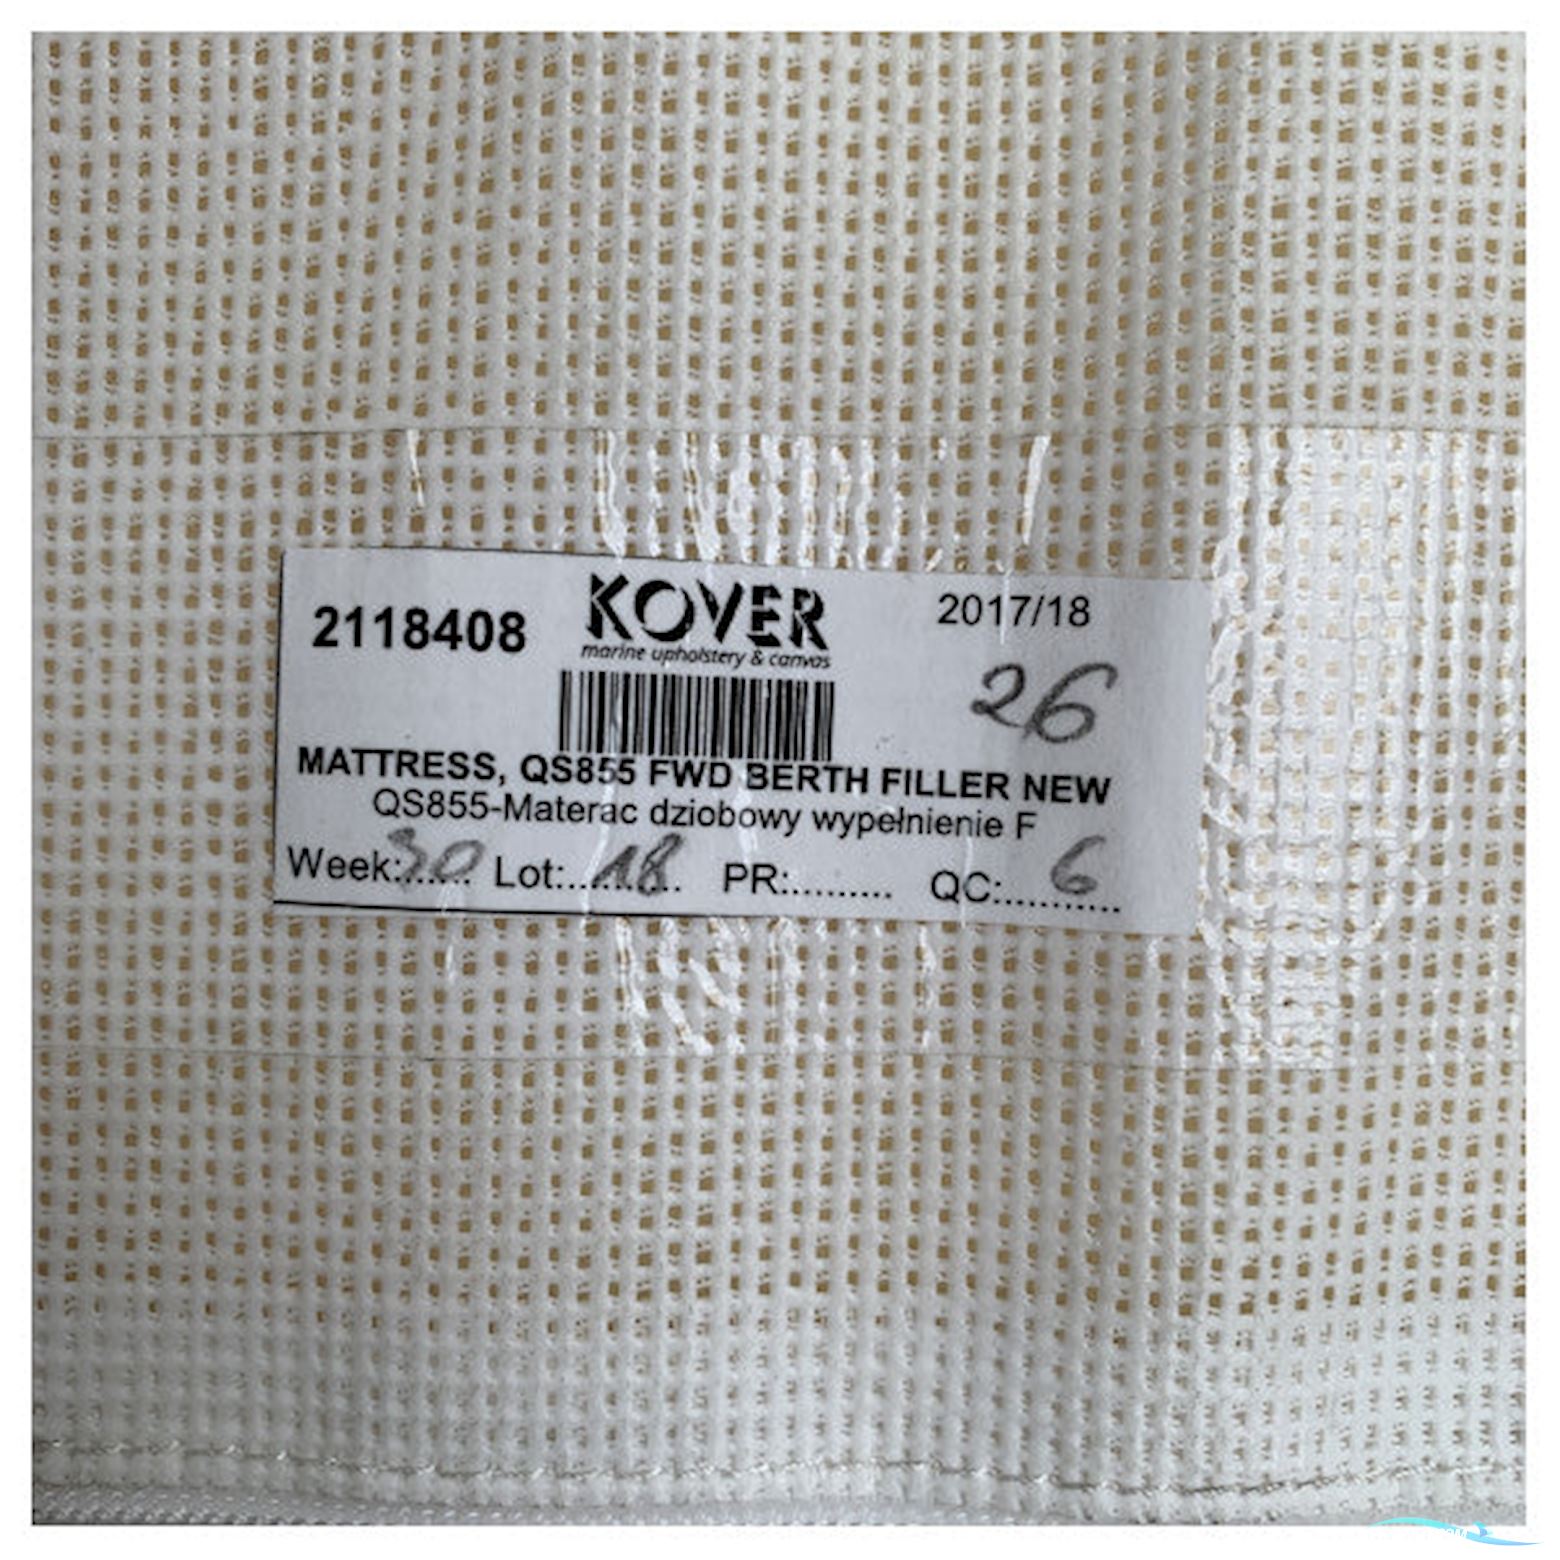 2118408 KOVER 2017/18
marine upholstery & canvas
26
MATTRESS, QS855 FWD BERTH FILLER NEW
QS855-Materac dziobowy wypełnienie F
Week:30 Lot:18 PR:.......... QC:6